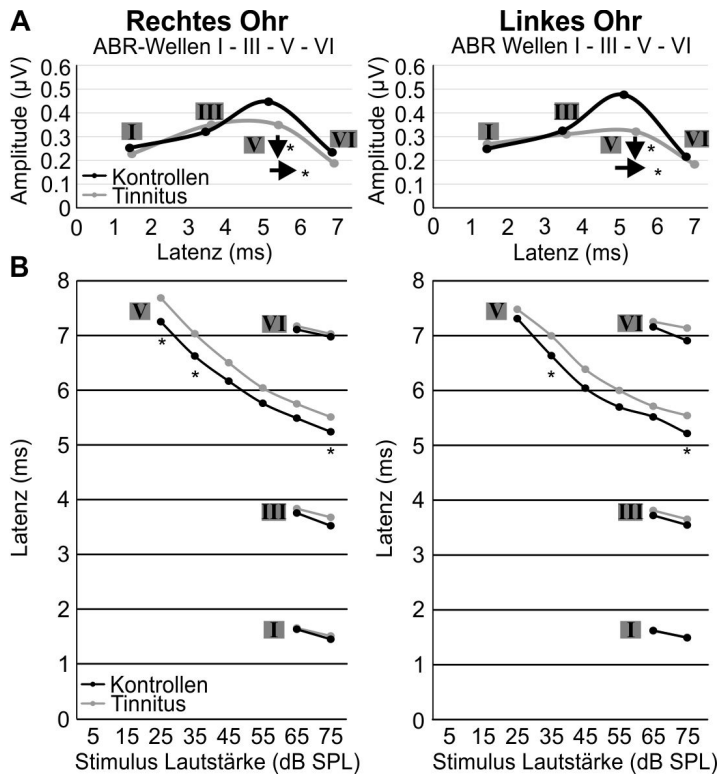 A
Rechtes Ohr
ABR-Wellen I - III - V - VI
Amplitude (µV)
0.6
0.5
0.4
0.3
0.2
0.1
0
I
III
V
VI
*
*
Kontrollen
Tinnitus
0 1 2 3 4 5 6 7
Latenz (ms)
Linkes Ohr
ABR Wellen I - III - V - VI
Amplitude (µV)
0.6
0.5
0.4
0.3
0.2
0.1
0
I
III
V
VI
*
*
0 1 2 3 4 5 6 7
Latenz (ms)
B
Latenz (ms)
8
7
6
5
4
3
2
1
0
V
VI
* *
*
III
I
Kontrollen
Tinnitus
5 15 25 35 45 55 65 75
Stimulus Lautstärke (dB SPL)
Latenz (ms)
8
7
6
5
4
3
2
1
0
V
VI
*
*
III
I
5 15 25 35 45 55 65 75
Stimulus Lautstärke (dB SPL)